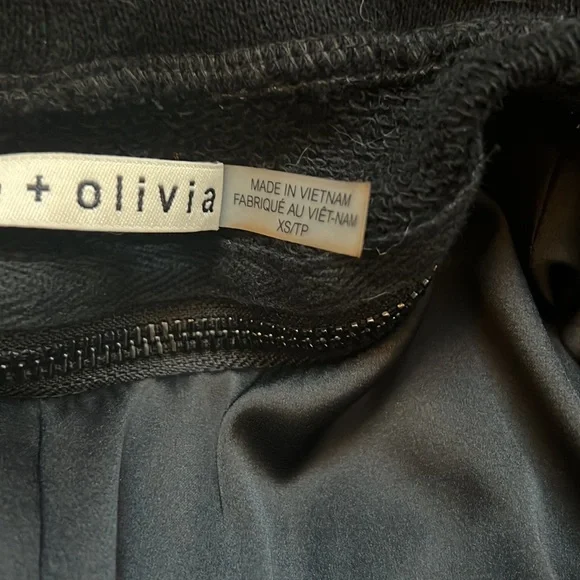 + olivia
MADE IN VIETNAM
FABRIQUÉ AU VIÊT-NAM
XS/TP